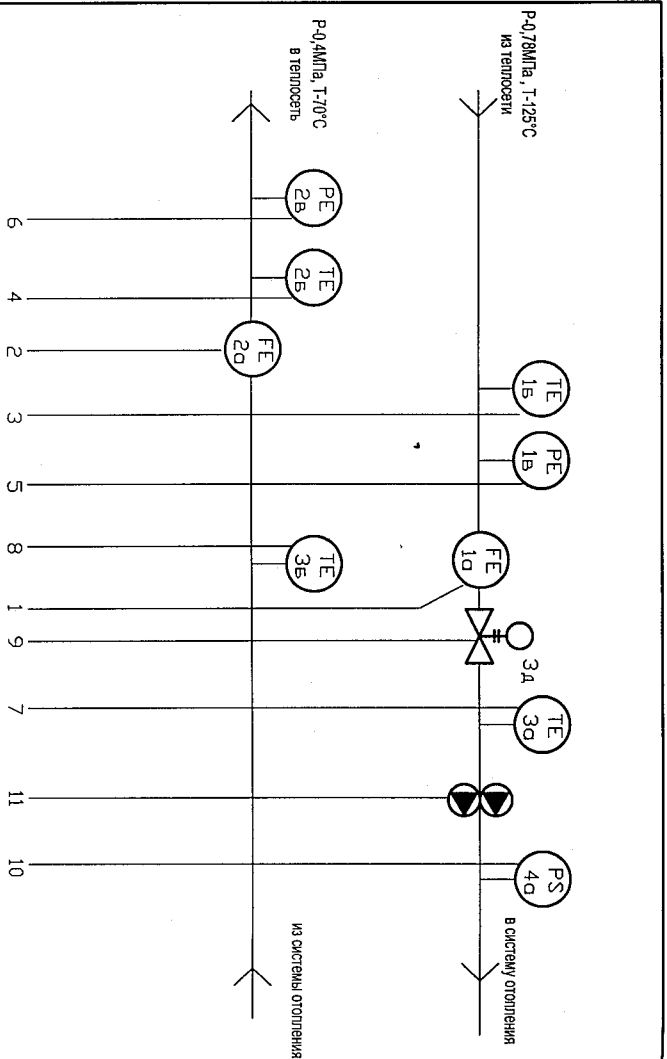 P-0,78МПа, T-125°C
из теплосети
P-0,4МПа, T-70°C
в теплосеть
TE
1Б
PE
1в
FE
1а
3д
TE
3а
PS
4а
в систему отопления
PE
2в
TE
2Б
FE
2а
TE
3Б
из системы отопления
6
4
2
3
5
8
1
9
7
11
10